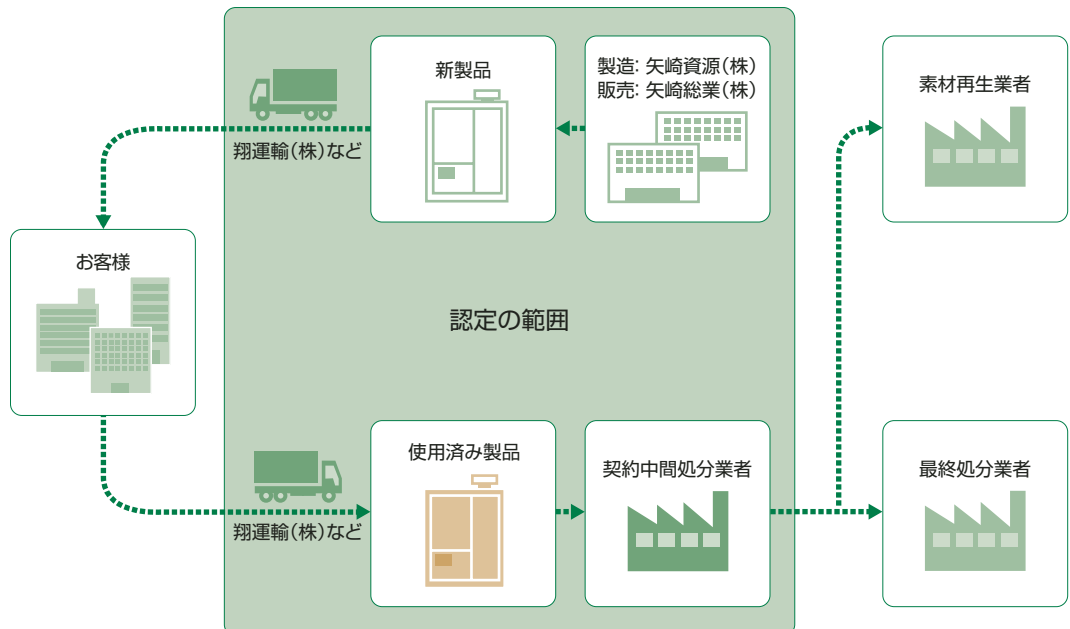 新製品
製造: 矢崎資源(株)
販売: 矢崎総業(株)
素材再生業者
翔運輸(株)など
お客様
認定の範囲
使用済み製品
契約中間処分業者
最終処分業者
翔運輸(株)など